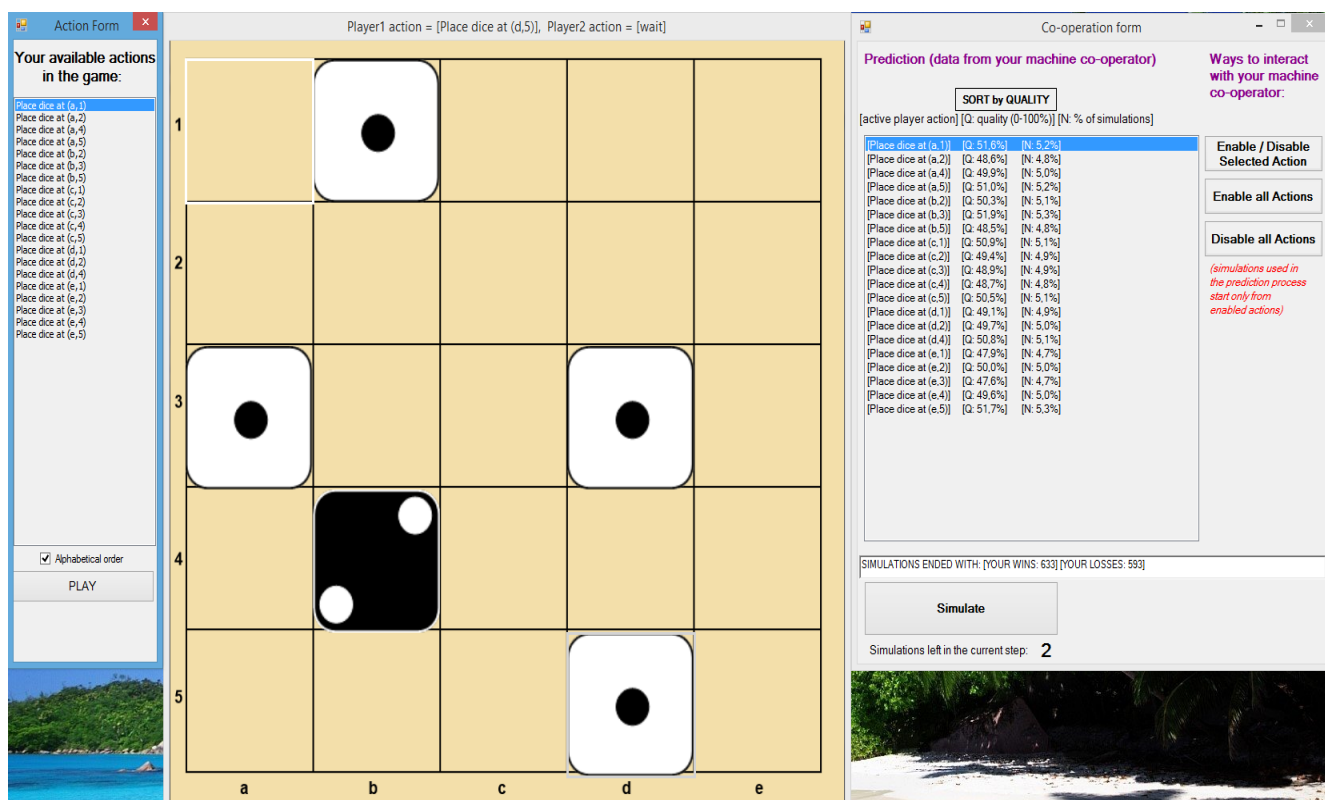 Action Form
x
Your available actions
in the game:
Place dice at (a,1)
Place dice at (a,2)
Place dice at (a,4)
Place dice at (a,5)
Place dice at (b,2)
Place dice at (b,3)
Place dice at (b,5)
Place dice at (c,1)
Place dice at (c,2)
Place dice at (c,3)
Place dice at (c,4)
Place dice at (c,5)
Place dice at (d,1)
Place dice at (d,2)
Place dice at (d,4)
Place dice at (e,1)
Place dice at (e,2)
Place dice at (e,3)
Place dice at (e,4)
Place dice at (e,5)
Alphabetical order
PLAY
Player1 action = [Place dice at (d,5)], Player2 action = [wait]
1
2
3
4
5
a b c d e
Co-operation form
x
Prediction (data from your machine co-operator)
SORT by QUALITY
[active player action] [Q: quality (0-100%)] [N: % of simulations]
[Place dice at (a,1)] [Q: 51,6%] [N: 5,2%]
[Place dice at (a,2)] [Q: 48,6%] [N: 4,8%]
[Place dice at (a,4)] [Q: 49,9%] [N: 5,0%]
[Place dice at (a,5)] [Q: 51,0%] [N: 5,2%]
[Place dice at (b,2)] [Q: 50,3%] [N: 5,1%]
[Place dice at (b,3)] [Q: 51,9%] [N: 5,3%]
[Place dice at (b,5)] [Q: 48,5%] [N: 4,8%]
[Place dice at (c,1)] [Q: 50,9%] [N: 5,1%]
[Place dice at (c,2)] [Q: 49,4%] [N: 4,9%]
[Place dice at (c,3)] [Q: 48,9%] [N: 4,9%]
[Place dice at (c,4)] [Q: 48,7%] [N: 4,8%]
[Place dice at (c,5)] [Q: 50,5%] [N: 5,1%]
[Place dice at (d,1)] [Q: 49,1%] [N: 4,9%]
[Place dice at (d,2)] [Q: 49,7%] [N: 5,0%]
[Place dice at (d,4)] [Q: 50,8%] [N: 5,1%]
[Place dice at (e,1)] [Q: 47,9%] [N: 4,7%]
[Place dice at (e,2)] [Q: 50,0%] [N: 5,0%]
[Place dice at (e,3)] [Q: 47,6%] [N: 4,7%]
[Place dice at (e,4)] [Q: 49,6%] [N: 5,0%]
[Place dice at (e,5)] [Q: 51,7%] [N: 5,3%]
SIMULATIONS ENDED WITH: [YOUR WINS: 633] [YOUR LOSSES: 593]
Simulate
Simulations left in the current step: 2
Ways to interact
with your machine
co-operator:
Enable / Disable
Selected Action
Enable all Actions
Disable all Actions
(simulations used in
the prediction process
start only from
enabled actions)